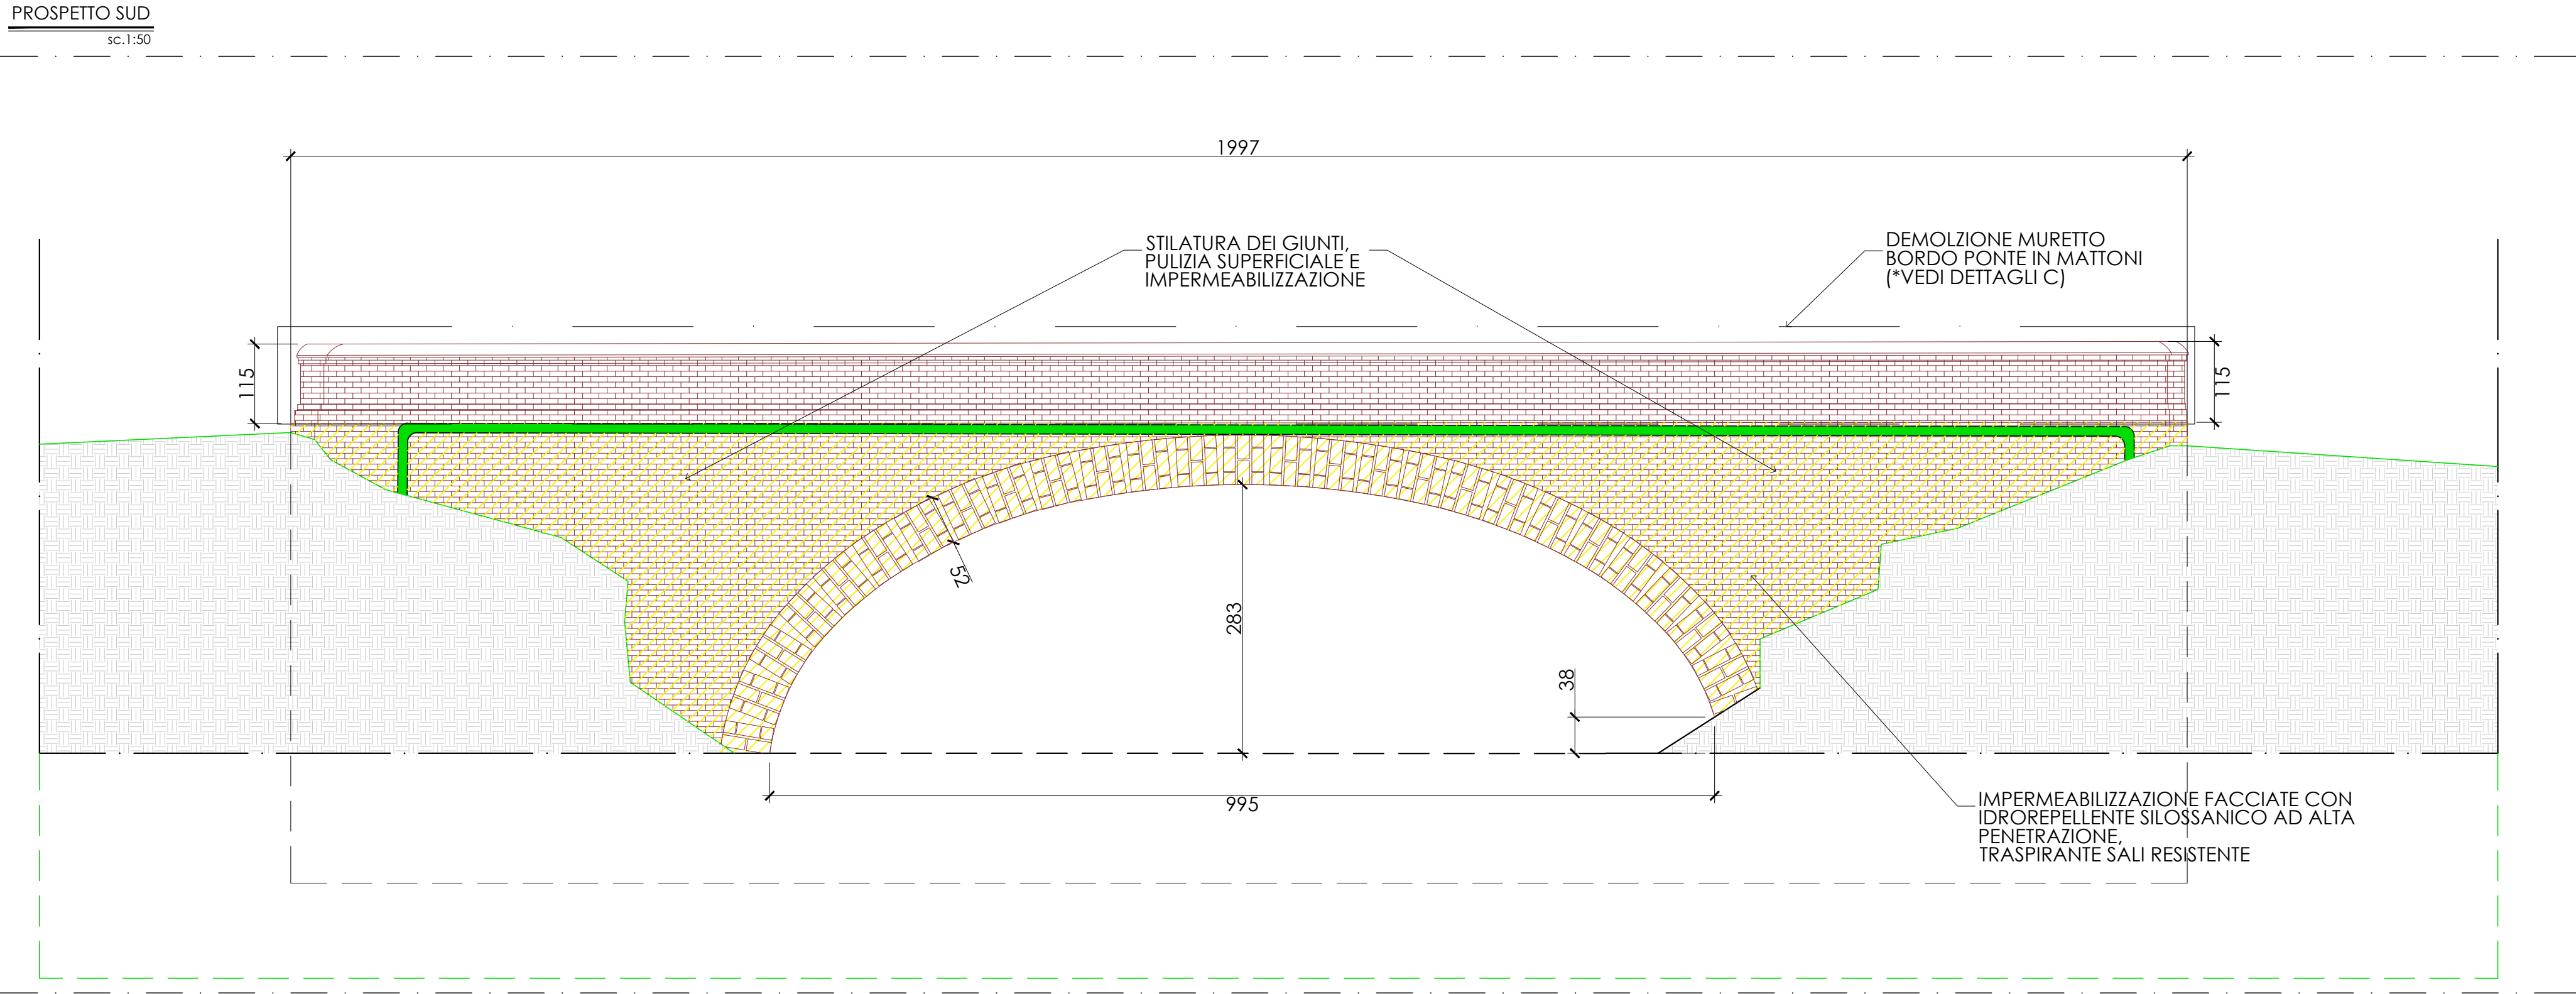 PROSPETTO SUD
sc.1:50
1997
STILATURA DEI GIUNTI,
PULIZIA SUPERFICIALE E
IMPERMEABILIZZAZIONE
DEMOLZIONE MURETTO
BORDO PONTE IN MATTONI
(*VEDI DETTAGLI C)
115
115
52
283
38
995
IMPERMEABILIZZAZIONE FACCIATE CON
IDROREPELLENTE SILOSSANICO AD ALTA
PENETRAZIONE,
TRASPIRANTE SALI RESISTENTE